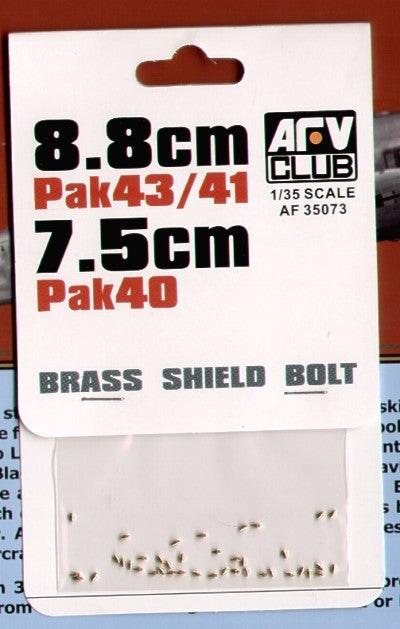 8.8cm
Pak43/41
7.5cm
Pak40
AFV
CLUB
1/35 SCALE
AF 35073
BRASS SHIELD BOLT